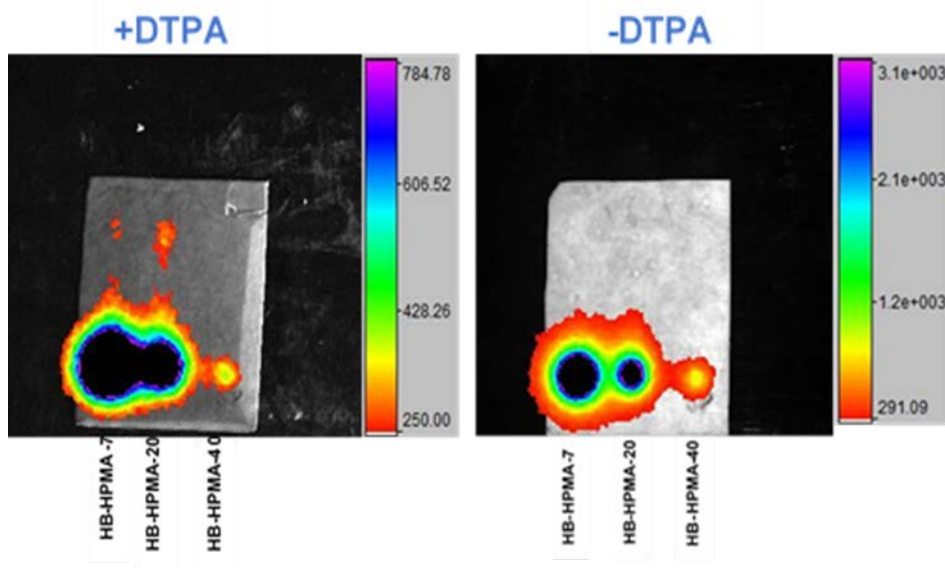 +DTPA
784.78
606.52
428.26
250.00
HB-HPMA-7
HB-HPMA-20
HB-HPMA-40
-DTPA
3.1e+003
2.1e+003
1.2e+003
291.09
HB-HPMA-7
HB-HPMA-20
HB-HPMA-40